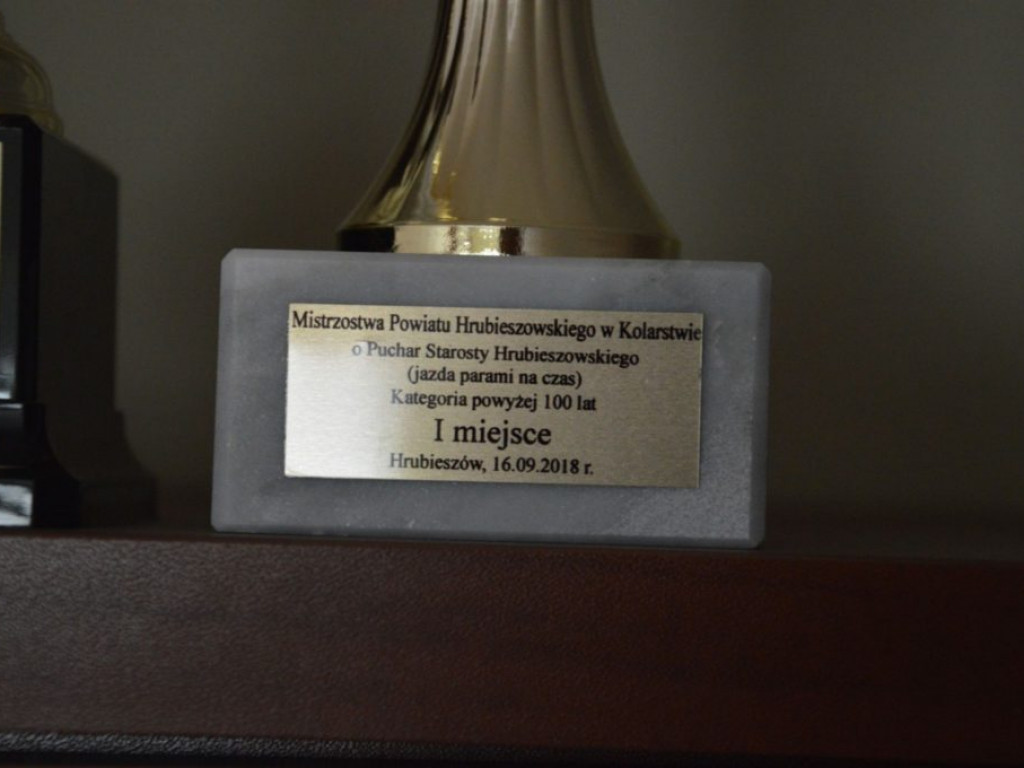 Mistrzostwa Powiatu Hrubieszowskiego w Kolarstwie
o Puchar Starosty Hrubieszowskiego
(jazda parami na czas)
Kategoria powyżej 100 lat
I miejsce
Hrubieszów, 16.09.2018 r.